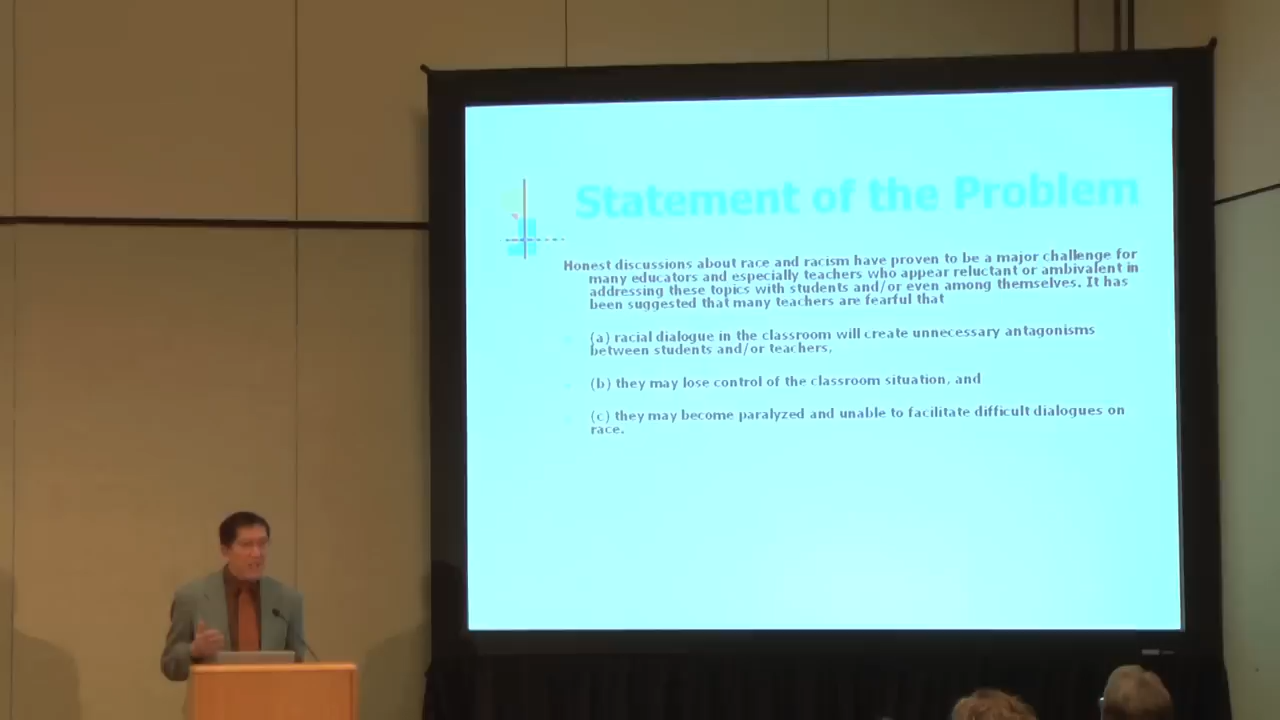 Statement of the Problem
Honest discussions about race and racism have proven to be a major challenge for
many educators and especially teachers who appear reluctant or ambivalent in
addressing these topics with students and/or even among themselves. It has
been suggested that many teachers are fearful that
(a) racial dialogue in the classroom will create unnecessary antagonisms
between students and/or teachers,
(b) they may lose control of the classroom situation, and
(c) they may become paralyzed and unable to facilitate difficult dialogues on
race.